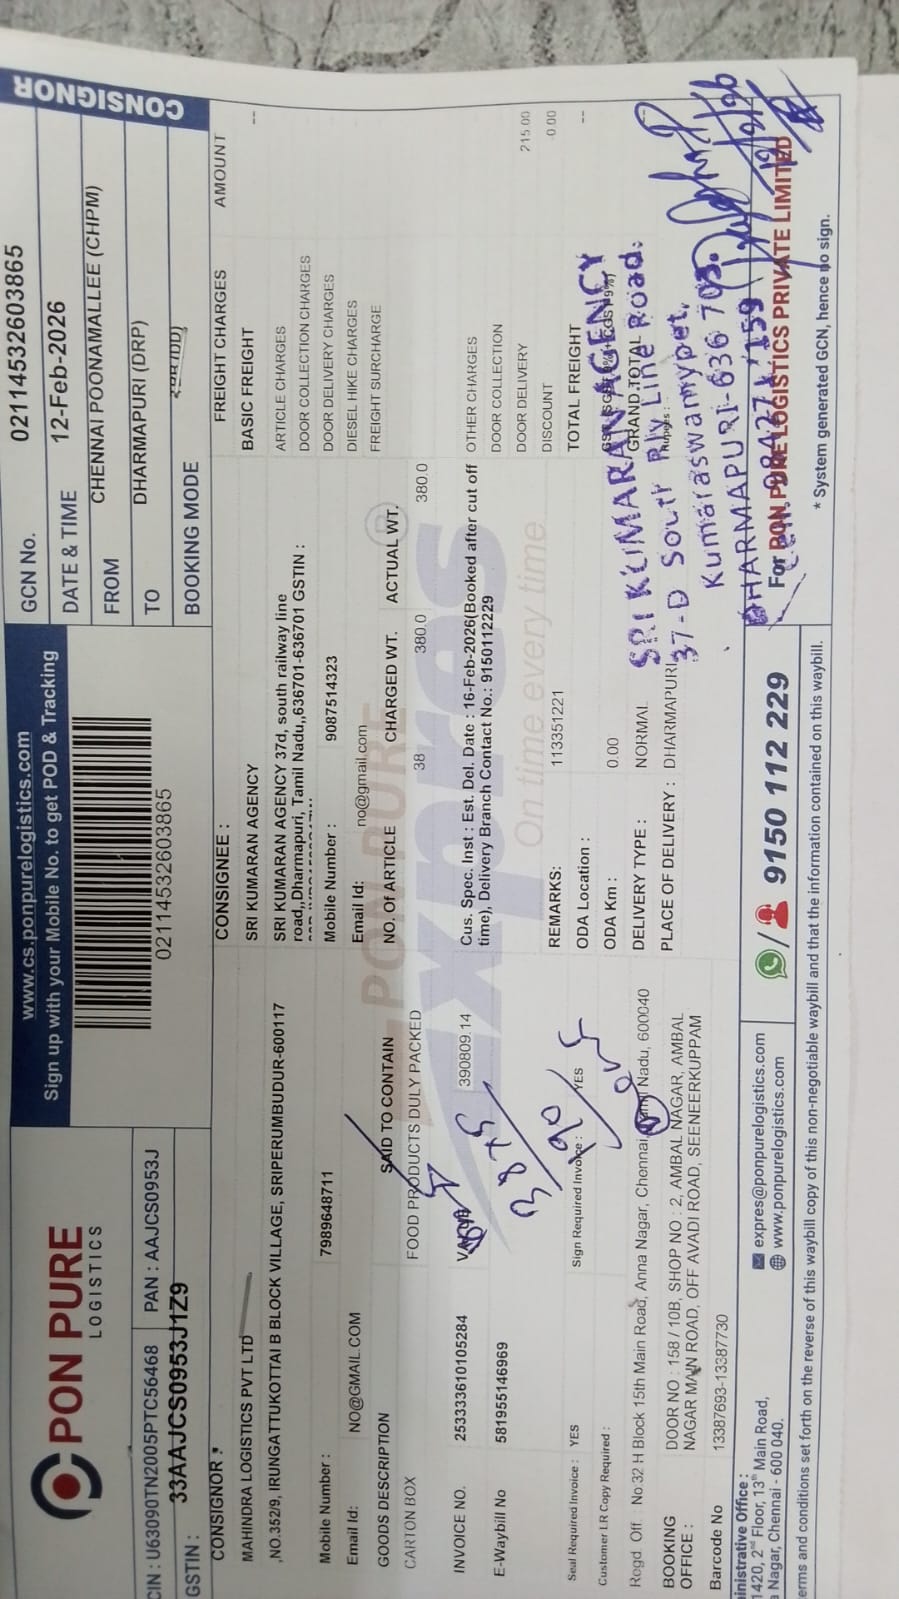 PON PURE
LOGISTICS
CIN : U63090TN2005PTC56468 PAN : AAJCS0953J
GSTIN : 33AAJCS0953J1Z9
www.cs.ponpurelogistics.com
Sign up with your Mobile No. to get POD & Tracking
02114532603865
GCN No. 02114532603865
DATE & TIME 12-Feb-2026
FROM CHENNAI POONAMALLEE (CHPM)
TO DHARMAPURI (DRP)
BOOKING MODE
CONSIGNOR
CONSIGNOR :
MAHINDRA LOGISTICS PVT LTD
,NO.352/9, IRUNGATTUKOTTAI B BLOCK VILLAGE, SRIPERUMBUDUR-600117
Mobile Number : 7989648711
Email Id: NO@GMAIL.COM
CONSIGNEE :
SRI KUMARAN AGENCY
SRI KUMARAN AGENCY 37d, south railway line
road,,Dharmapuri, Tamil Nadu,,636701-636701 GSTIN :
Mobile Number : 9087514323
Email Id: no@gmail.com
GOODS DESCRIPTION SAID TO CONTAIN NO. Of ARTICLE CHARGED WT. ACTUAL WT.
CARTON BOX FOOD PRODUCTS DULY PACKED 38 380.0 380.0
INVOICE NO. 253333610105284 390809.14
E-Waybill No 581955146969
Cus. Spec. Inst : Est. Del. Date : 16-Feb-2026(Booked after cut off
time), Delivery Branch Contact No.: 9150112229
38+5
190/5
Seal Required Invoice : YES Sign Required Invoice : YES
Customer LR Copy Required :
REMARKS: 113351221
ODA Location :
ODA Km : 0.00
DELIVERY TYPE : NORMAL
PLACE OF DELIVERY : DHARMAPURI
Regd Off. No:32 H Block 15th Main Road, Anna Nagar, Chennai Nadu, 600040
BOOKING OFFICE : DOOR NO : 158 / 10B, SHOP NO : 2, AMBAL NAGAR, AMBAL
NAGAR MAIN ROAD, OFF AVADI ROAD, SEENEERKUPPAM
Barcode No 13387693-13387730
FREIGHT CHARGES AMOUNT
BASIC FREIGHT --
ARTICLE CHARGES
DOOR COLLECTION CHARGES
DOOR DELIVERY CHARGES
DIESEL HIKE CHARGES
FREIGHT SURCHARGE
OTHER CHARGES
DOOR COLLECTION
DOOR DELIVERY 215.00
DISCOUNT 0.00
TOTAL FREIGHT --
GRAND TOTAL
Rupees :
SRI KUMARAN AGENCY
37-D South Rly Line Road.
Kumaraswamypet,
DHARMAPURI-636 703.
For PON PURE LOGISTICS PRIVATE LIMITED
* System generated GCN, hence no sign.
PON PURE
Expres
On time every time
ministrative Office :
1420, 2nd Floor, 13th Main Road,
a Nagar, Chennai - 600 040.
expres@ponpurelogistics.com
www.ponpurelogistics.com
9150 112 229
erms and conditions set forth on the reverse of this waybill copy of this non-negotiable waybill and that the information contained on this waybill.